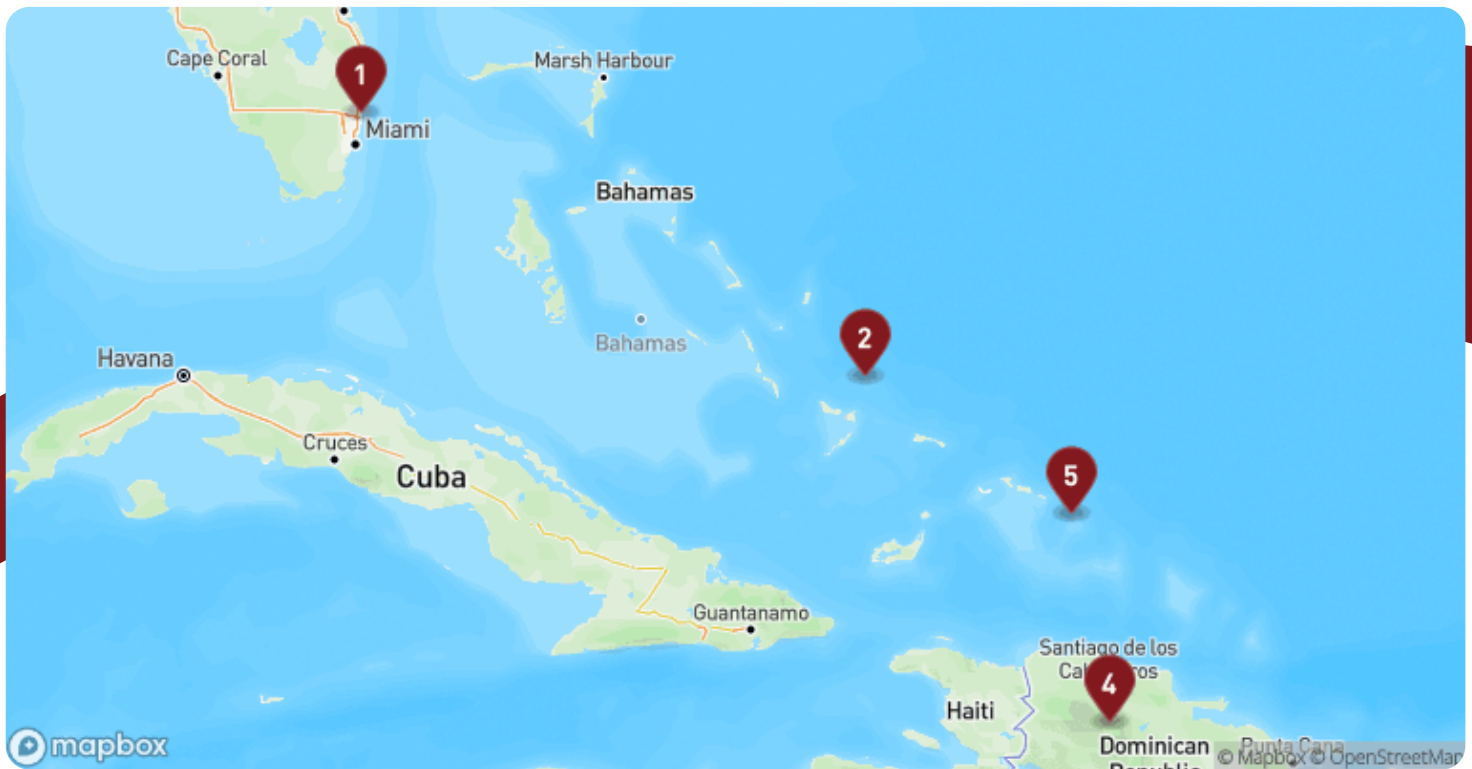 Cape Coral
1
Marsh Harbour
Miami
Bahamas
2
Bahamas
Havana
Cruces
Cuba
5
Guantanamo
Santiago de los
4
Haiti
Dominican
Republic
Punta Cana
mapbox
© Mapbox © OpenStreetMap